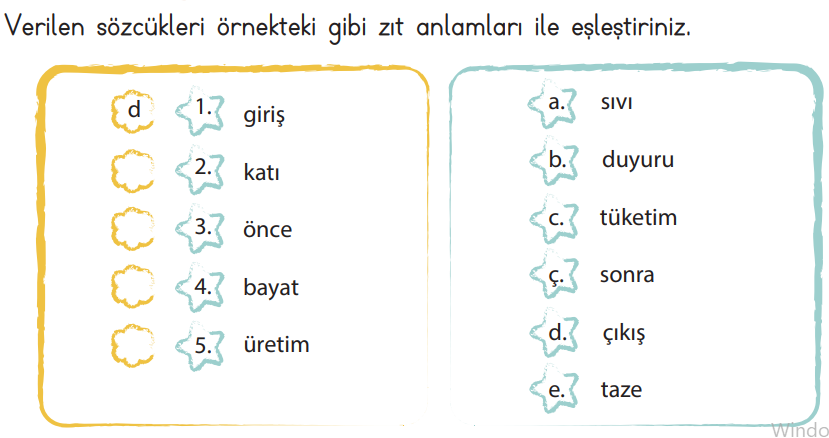 Verilen sözcükleri örnekteki gibi zıt anlamları ile eşleştiriniz.
d 1. giriş
2. katı
3. önce
4. bayat
5. üretim
a. sıvı
b. duyuru
c. tüketim
ç. sonra
d. çıkış
e. taze
Windo